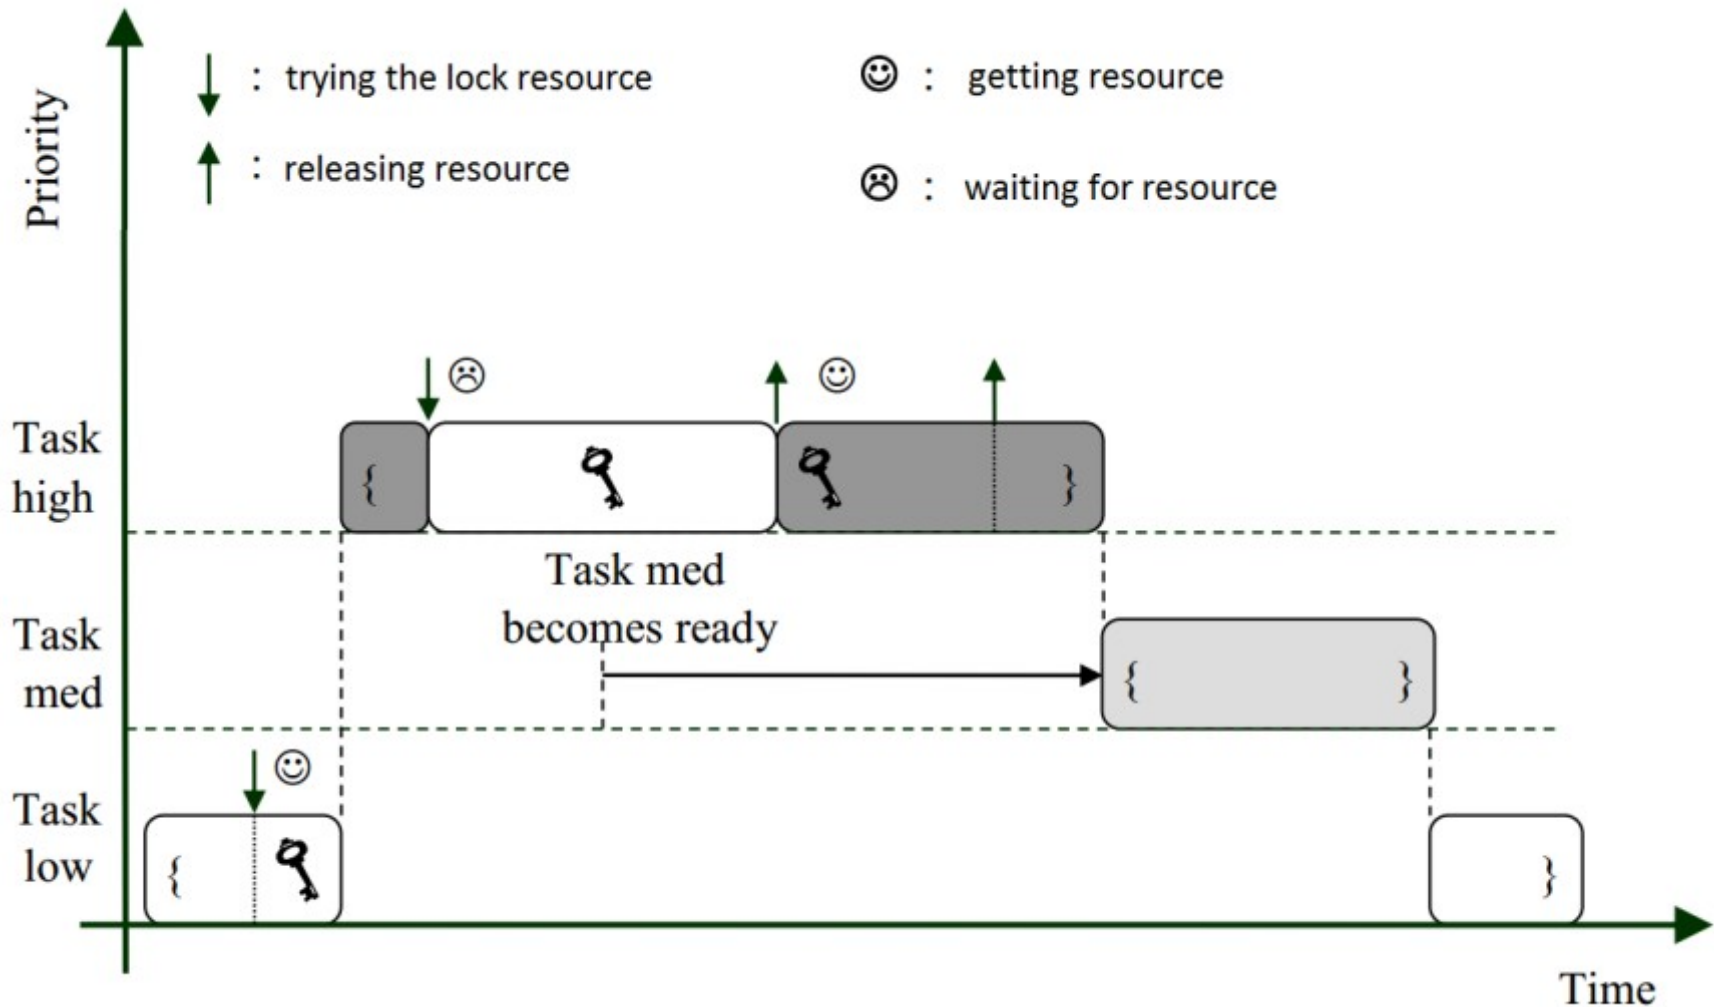 Priority
: trying the lock resource
: getting resource
: releasing resource
: waiting for resource
Task
high
{
}
Task med
becomes ready
Task
med
{
}
Task
low
{
}
Time